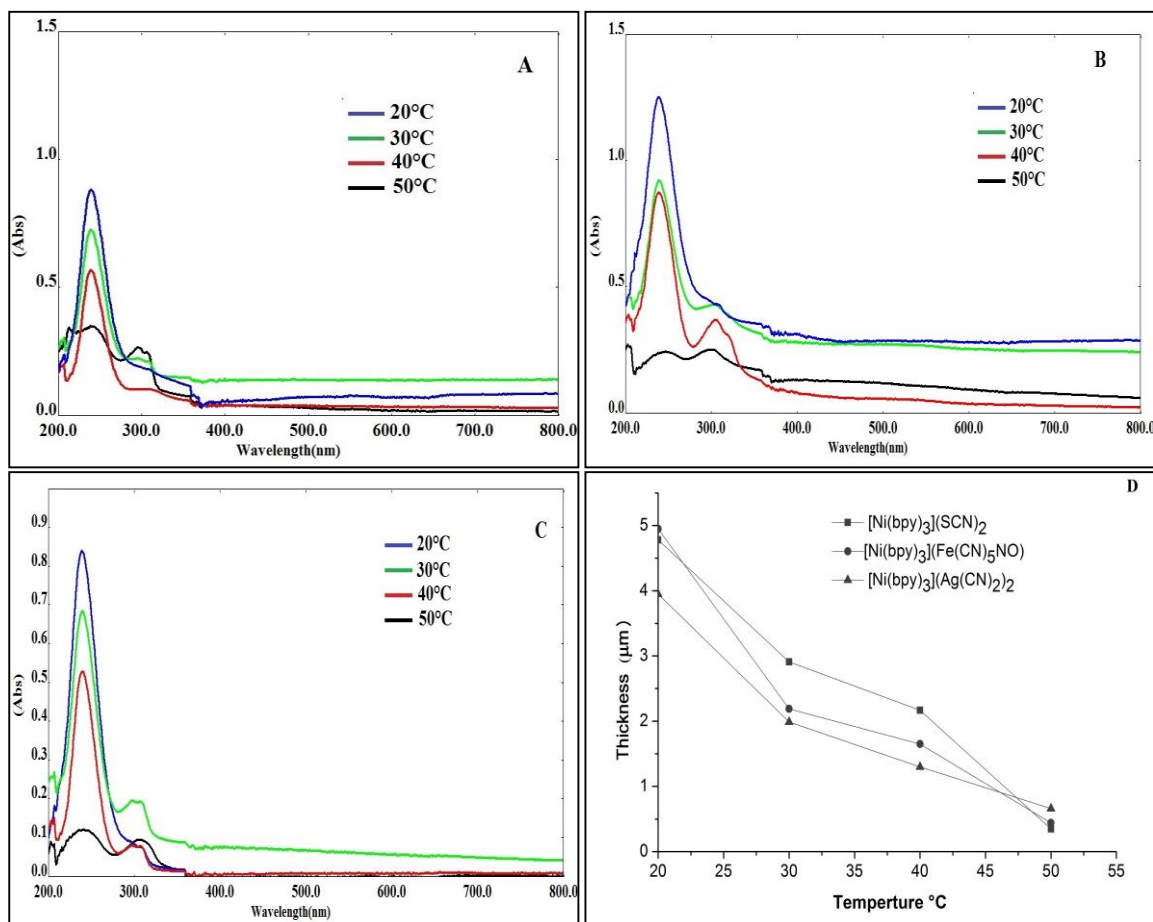 A
1.5
1.0
0.5
0.0
(Abs)
20°C
30°C
40°C
50°C
200.0 300.0 400.0 500.0 600.0 700.0 800.0
Wavelength(nm)
B
1.5
1.0
0.5
0.0
(Abs)
20°C
30°C
40°C
50°C
200.0 300.0 400.0 500.0 600.0 700.0 800.0
Wavelength(nm)
C
0.9
0.8
0.7
0.6
0.5
0.4
0.3
0.2
0.1
0.0
(Abs)
20°C
30°C
40°C
50°C
200.0 300.0 400.0 500.0 600.0 700.0 800.0
Wavelength(nm)
D
[Ni(bpy)3](SCN)2
[Ni(bpy)3](Fe(CN)5NO)
[Ni(bpy)3](Ag(CN)2)2
5
4
3
2
1
0
Thickness (μm)
20 25 30 35 40 45 50 55
Temperture °C